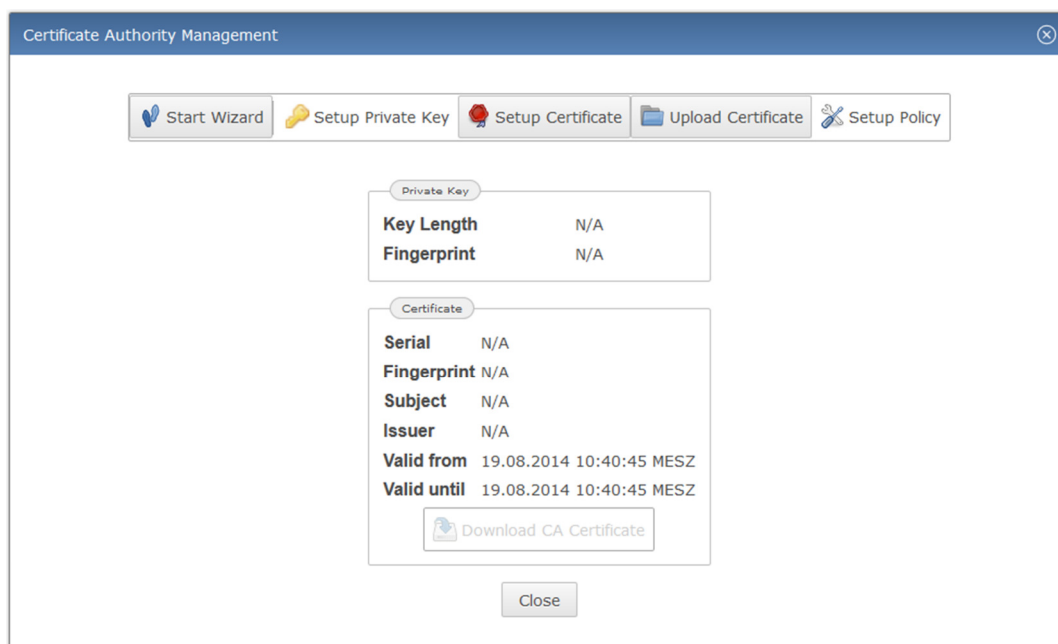 Certificate Authority Management
Start Wizard Setup Private Key Setup Certificate Upload Certificate Setup Policy
Private Key
Key Length N/A
Fingerprint N/A
Certificate
Serial N/A
Fingerprint N/A
Subject N/A
Issuer N/A
Valid from 19.08.2014 10:40:45 MESZ
Valid until 19.08.2014 10:40:45 MESZ
Download CA Certificate
Close